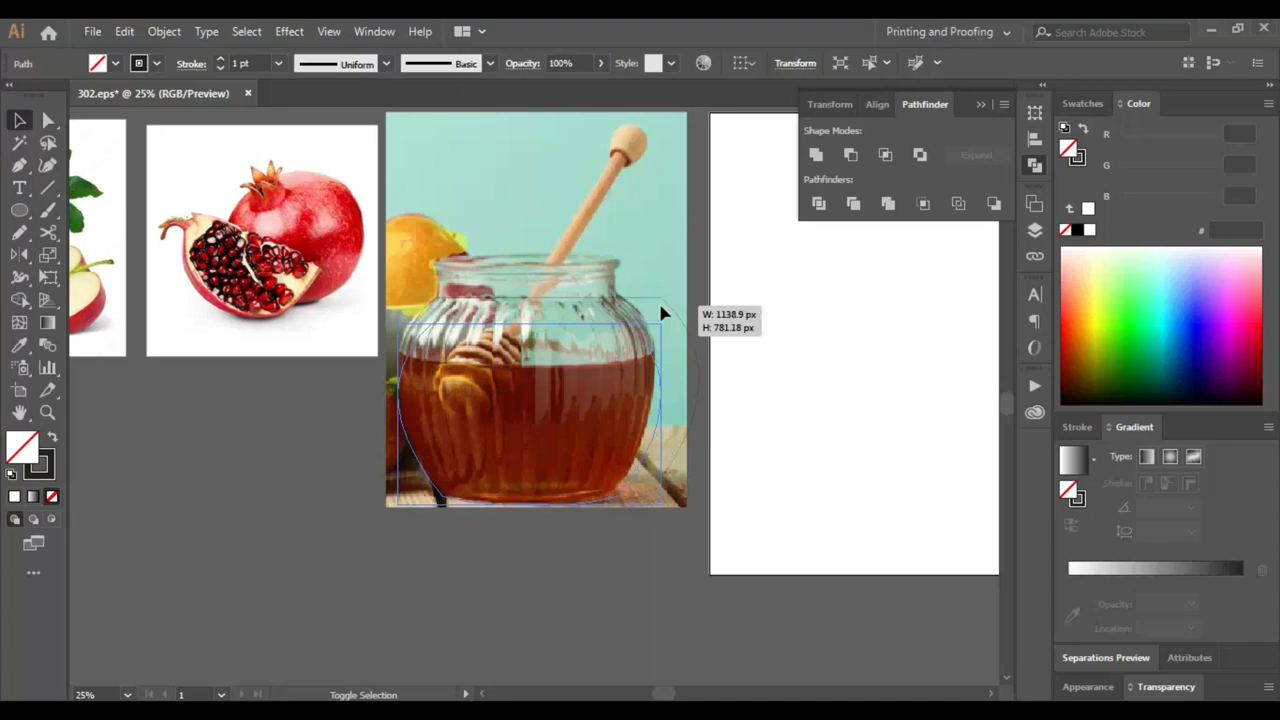 Ai File Edit Object Type Select Effect View Window Help Printing and Proofing Search Adobe Stock
Path Stroke: 1 pt Uniform Basic Opacity: 100% Style: Transform
302.eps* @ 25% (RGB/Preview)
Transform Align Pathfinder
Shape Modes:
Expand
Pathfinders:
Swatches Color
R
G
B
#
W: 1138.9 px
H: 781.18 px
Stroke Gradient
Type:
Stroke:
Opacity:
Location:
Separations Preview Attributes
Appearance Transparency
25% 1 Toggle Selection